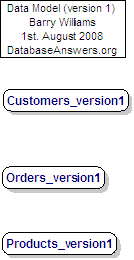 Data Model (version 1)
Barry Williams
1st. August 2008
DatabaseAnswers.org
Customers_version1
Orders_version1
Products_version1